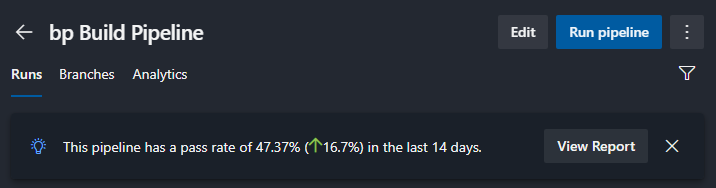 bp Build Pipeline
Edit
Run pipeline
Runs
Branches
Analytics
This pipeline has a pass rate of 47.37% (↑16.7%) in the last 14 days.
View Report